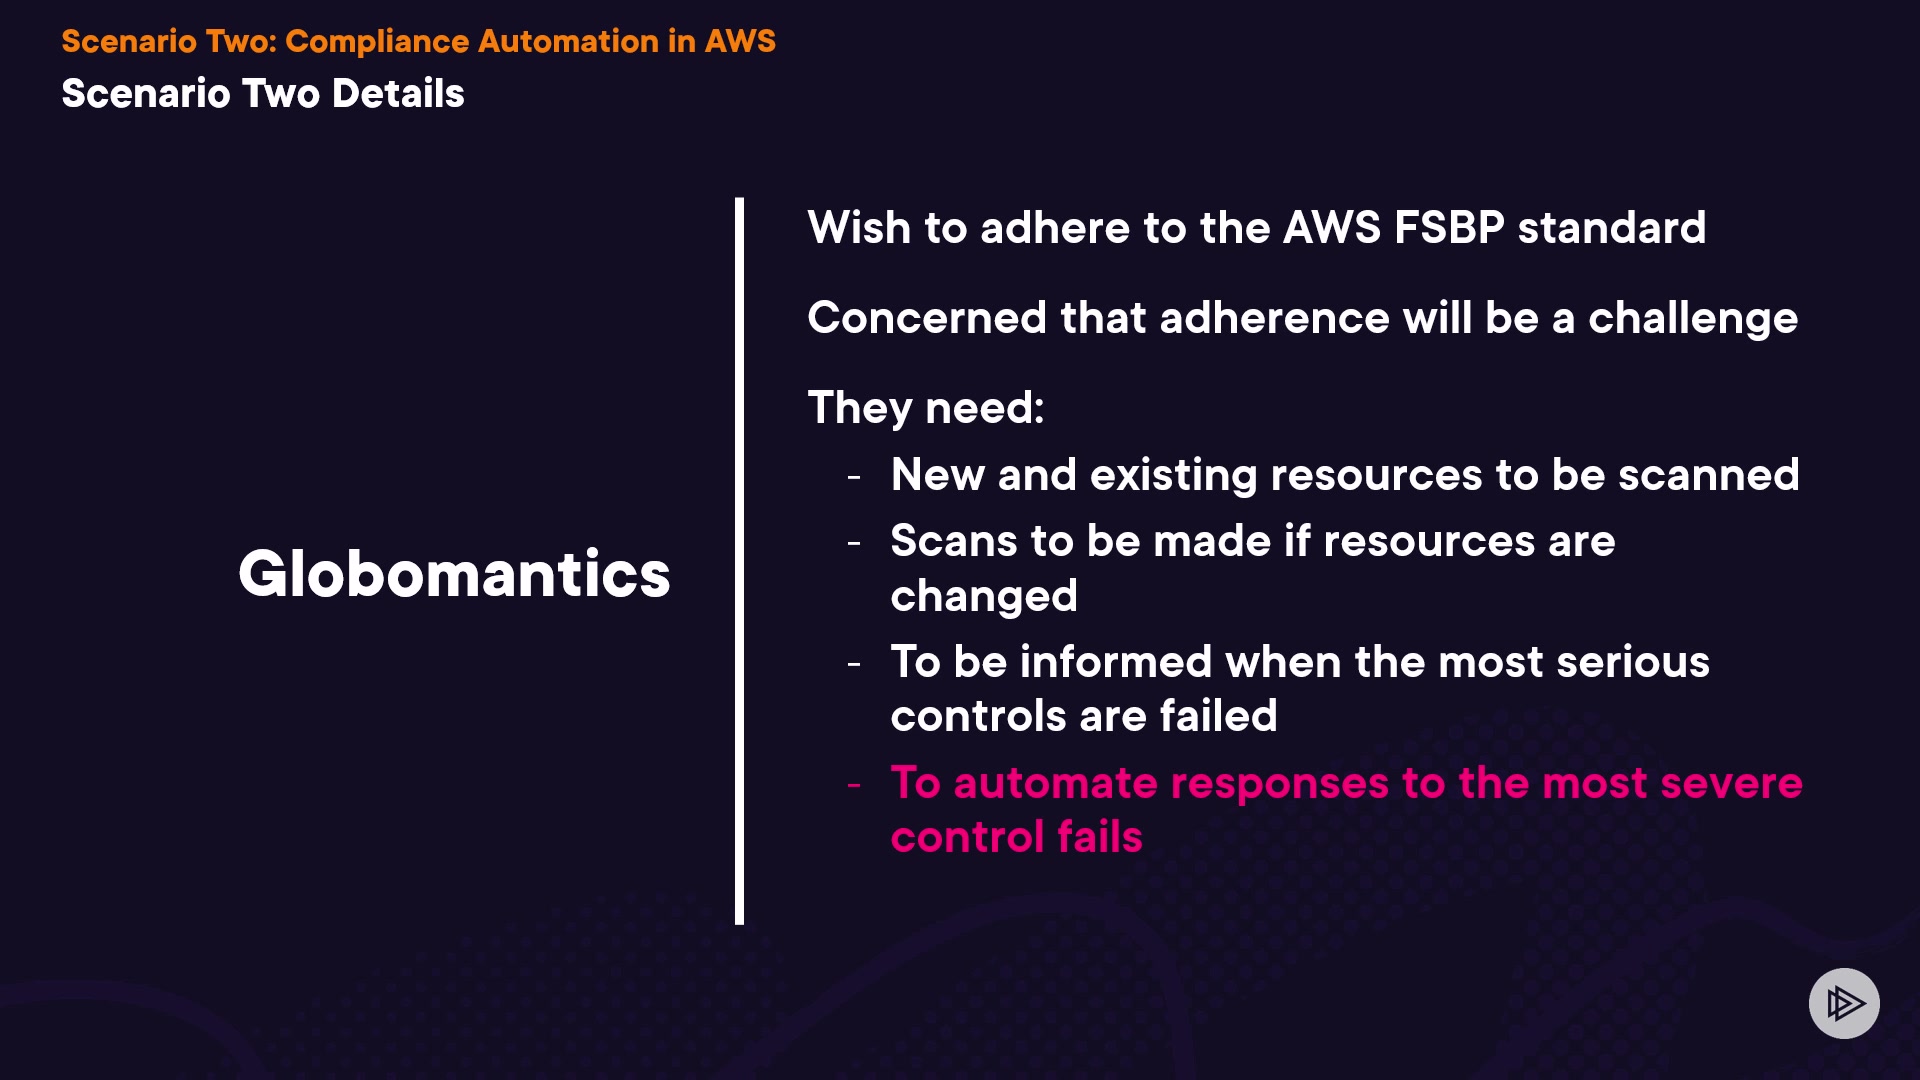 Scenario Two: Compliance Automation in AWS
Scenario Two Details
Globomantics
Wish to adhere to the AWS FSBP standard
Concerned that adherence will be a challenge
They need:
- New and existing resources to be scanned
- Scans to be made if resources are
changed
- To be informed when the most serious
controls are failed
- To automate responses to the most severe
control fails